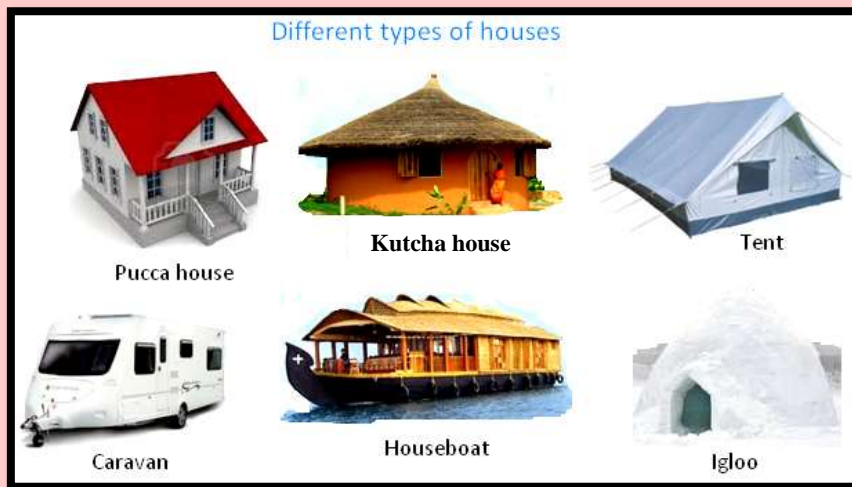 Different types of houses
Pucca house
Kutcha house
Tent
Caravan
Houseboat
Igloo